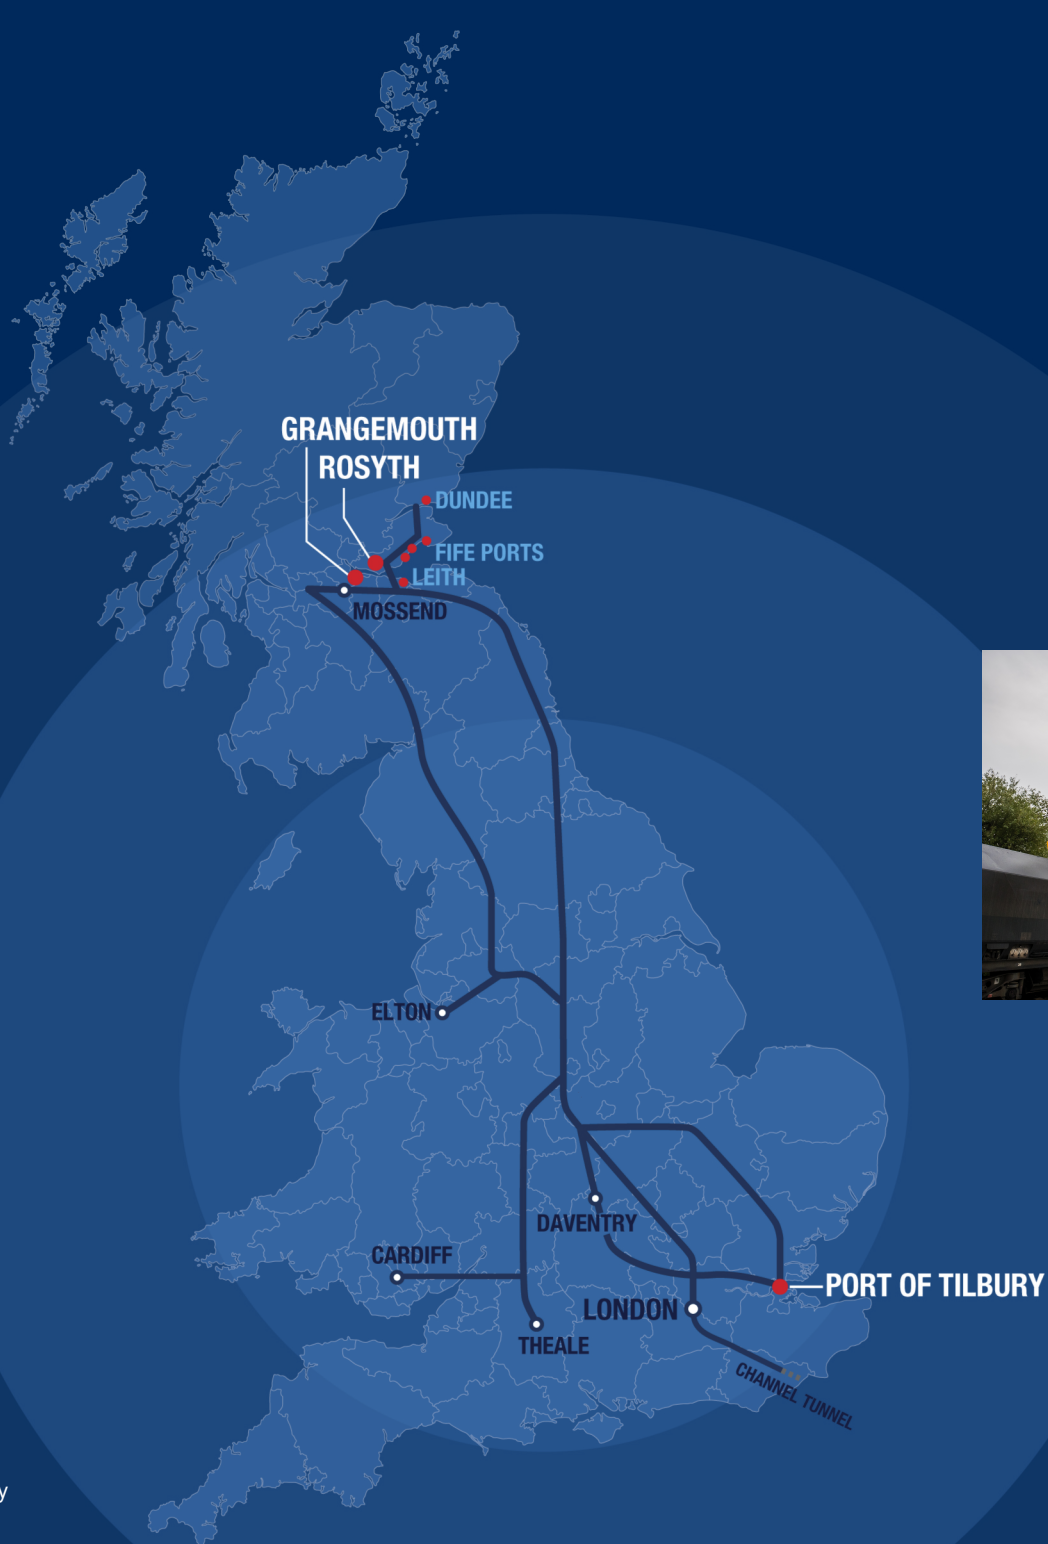 GRANGEMOUTH
ROSYTH
DUNDEE
FIFE PORTS
LEITH
MOSSEND
ELTON
DAVENTRY
CARDIFF
PORT OF TILBURY
LONDON
THEALE
CHANNEL TUNNEL
y